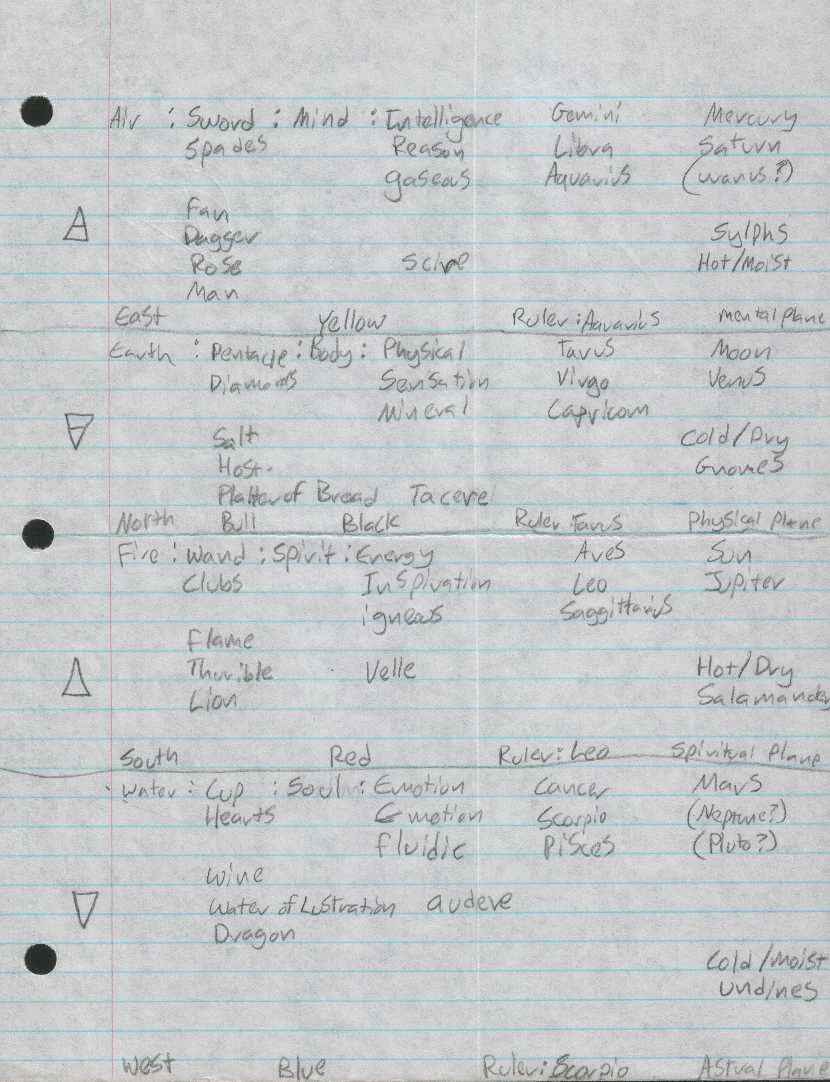 Air : Sword : Mind : Intelligence Gemini Mercury
Spades Reason Libra Saturn
gaseous Aquarius (Uranus?)
Fan
Dagger Sylphs
Rose Scire Hot/Moist
Man
East Yellow Ruler: Aquarius mental plane
Earth : Pentacle : Body : Physical Tarus Moon
Diamonds Sensation Virgo Venus
Mineral Capricorn
Salt Cold/Dry
Host Gnomes
Platter of Bread Tacere
North Bull Black Ruler: Tarus Physical Plane
Fire : Wand : Spirit : Energy Ares Sun
Clubs Inspiration Leo Jupiter
igneous Saggittarius
Flame
Thurible Velle Hot/Dry
Lion Salamander
South Red Ruler: Leo Spiritual Plane
Water : Cup : Soul : Emotion Cancer Mars
Hearts Emotion Scorpio (Neptune?)
fluidic Pisces (Pluto?)
Wine
Water of Lustration audere
Dragon
Cold/moist
undines
West Blue Ruler: Scorpio Astral Plane